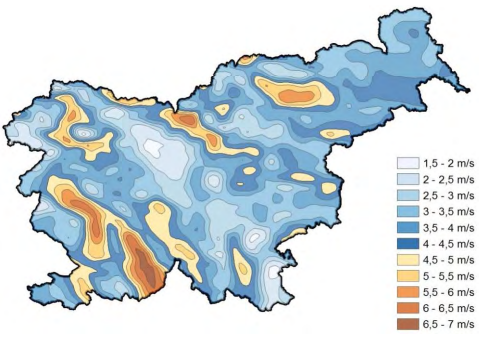 1,5 - 2 m/s
2 - 2,5 m/s
2,5 - 3 m/s
3 - 3,5 m/s
3,5 - 4 m/s
4 - 4,5 m/s
4,5 - 5 m/s
5 - 5,5 m/s
5,5 - 6 m/s
6 - 6,5 m/s
6,5 - 7 m/s